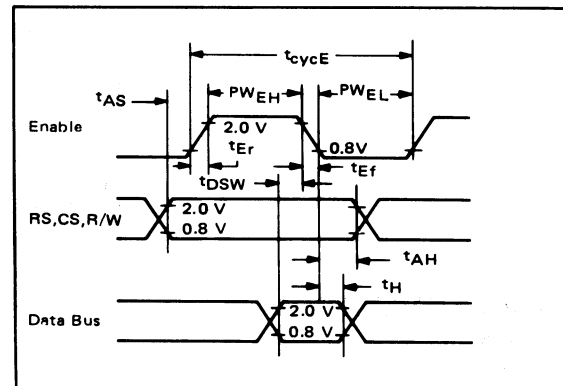 tcycE
tAS
PWEH
PWEL
Enable
2.0 V
0.8V
tEr
tEf
tDSW
RS,CS,R/W
2.0 V
0.8 V
tAH
tH
Data Bus
2.0 V
0.8 V